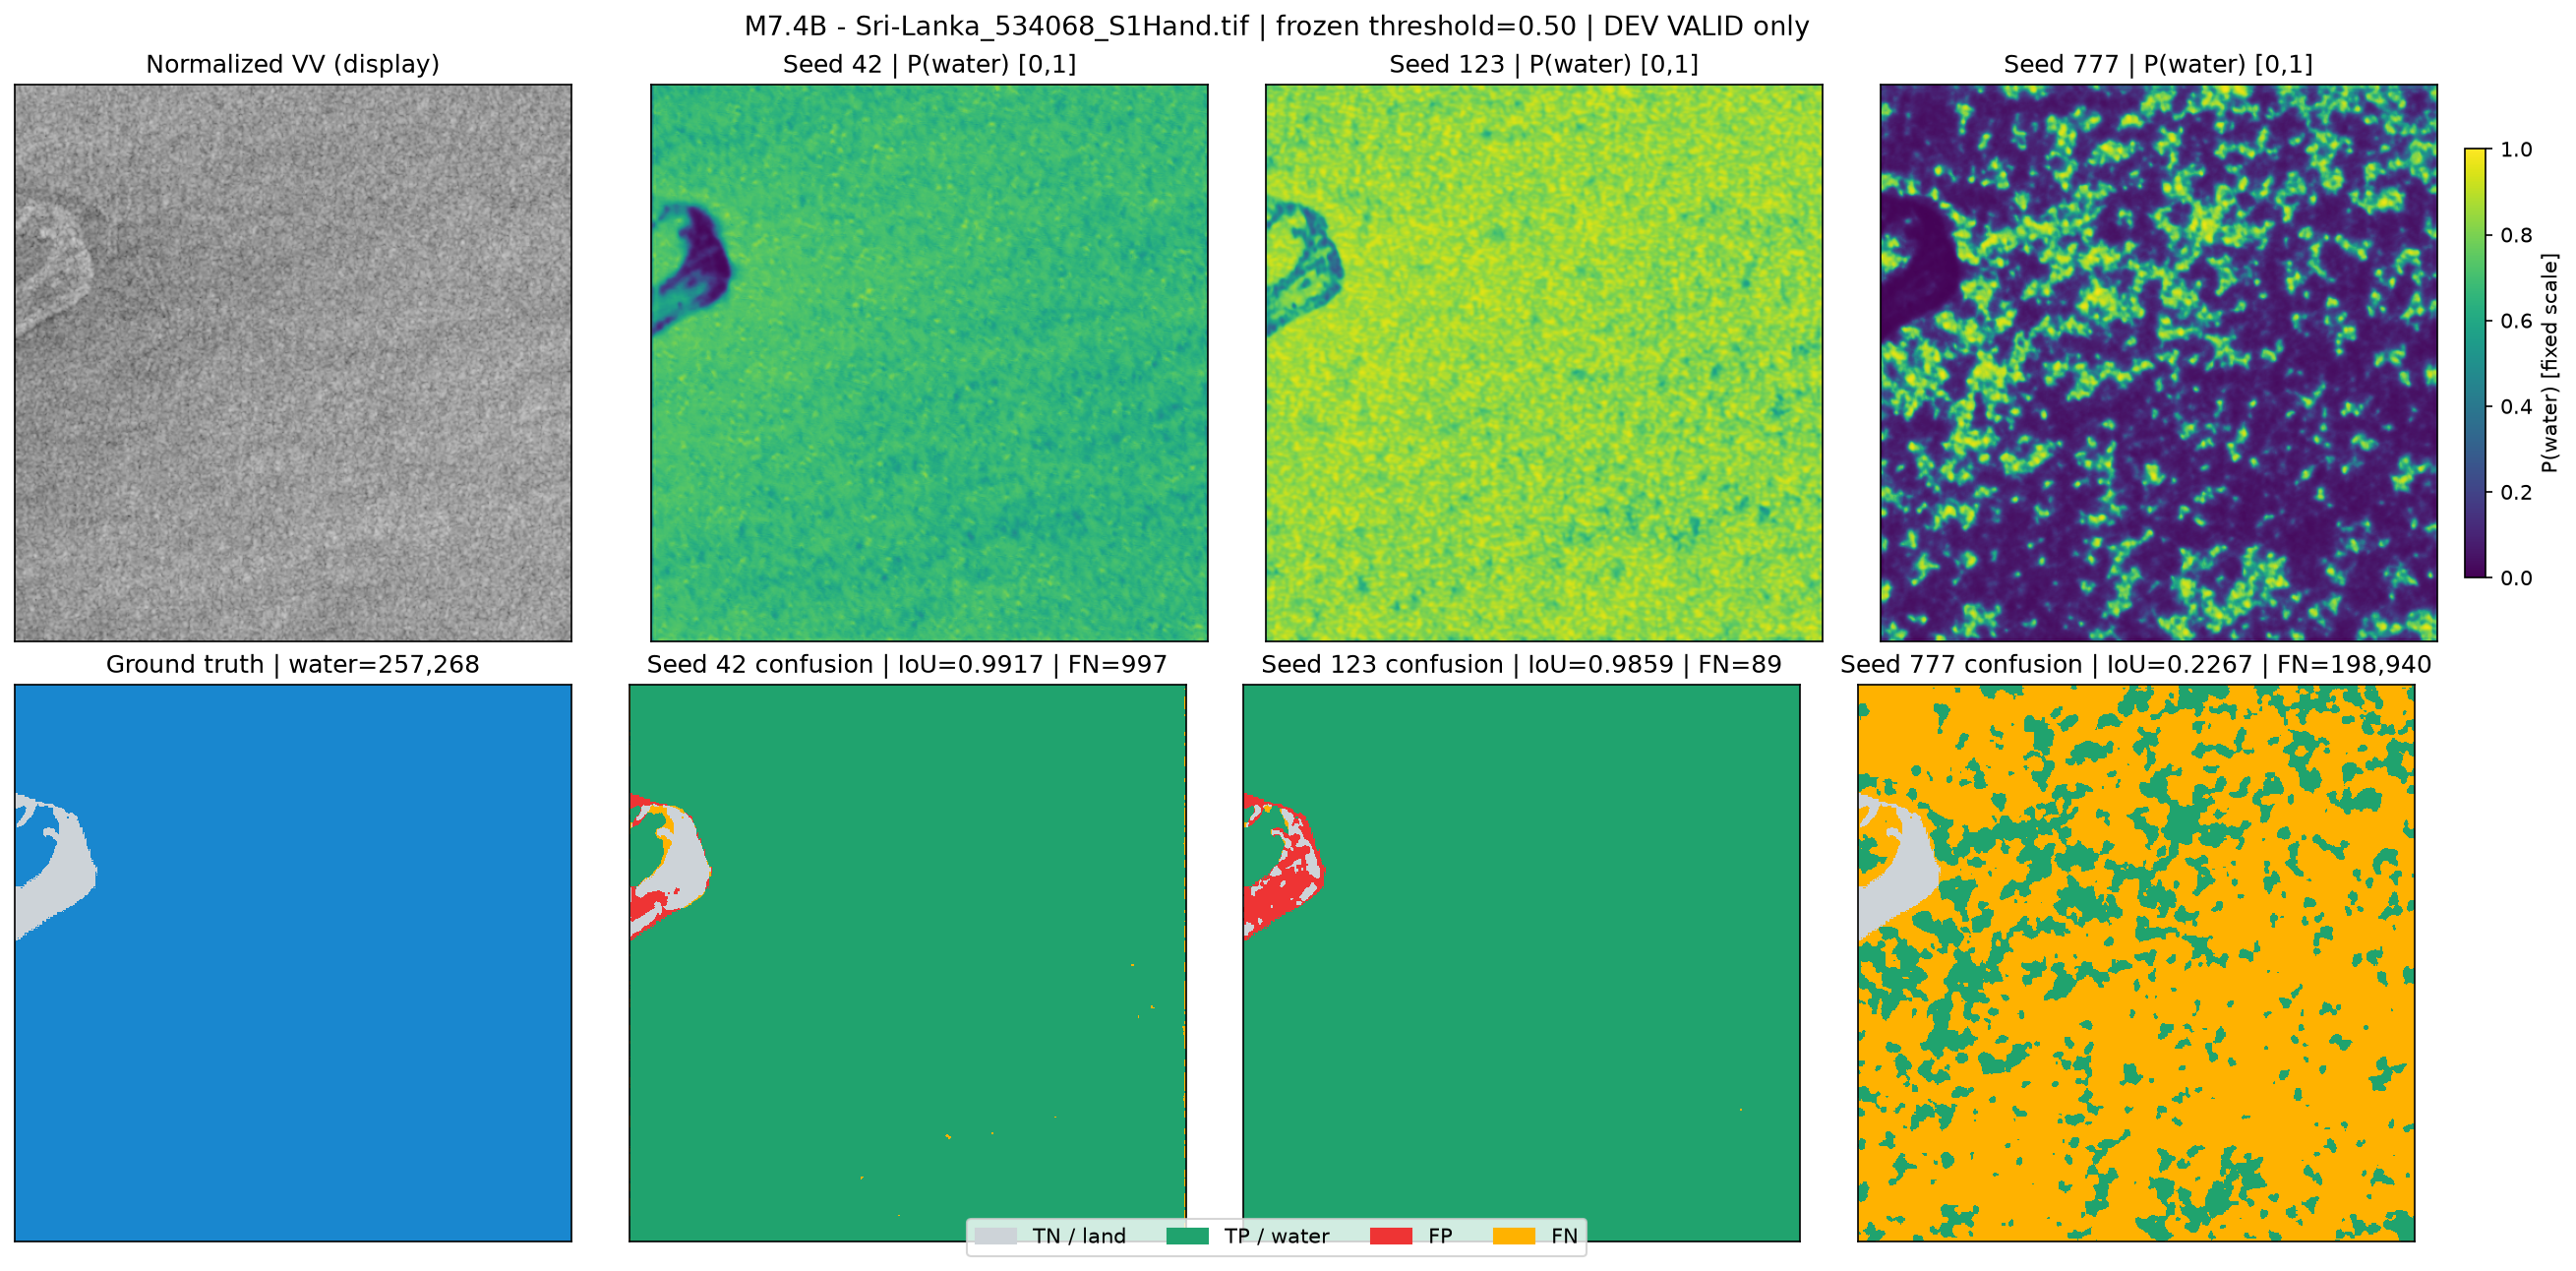 M7.4B - Sri-Lanka_534068_S1Hand.tif | frozen threshold=0.50 | DEV VALID only
Normalized VV (display)
Seed 42 | P(water) [0,1]
Seed 123 | P(water) [0,1]
Seed 777 | P(water) [0,1]
1.0
0.8
0.6
0.4
0.2
0.0
P(water) [fixed scale]
Ground truth | water=257,268
Seed 42 confusion | IoU=0.9917 | FN=997
Seed 123 confusion | IoU=0.9859 | FN=89
Seed 777 confusion | IoU=0.2267 | FN=198,940
TN / land
TP / water
FP
FN